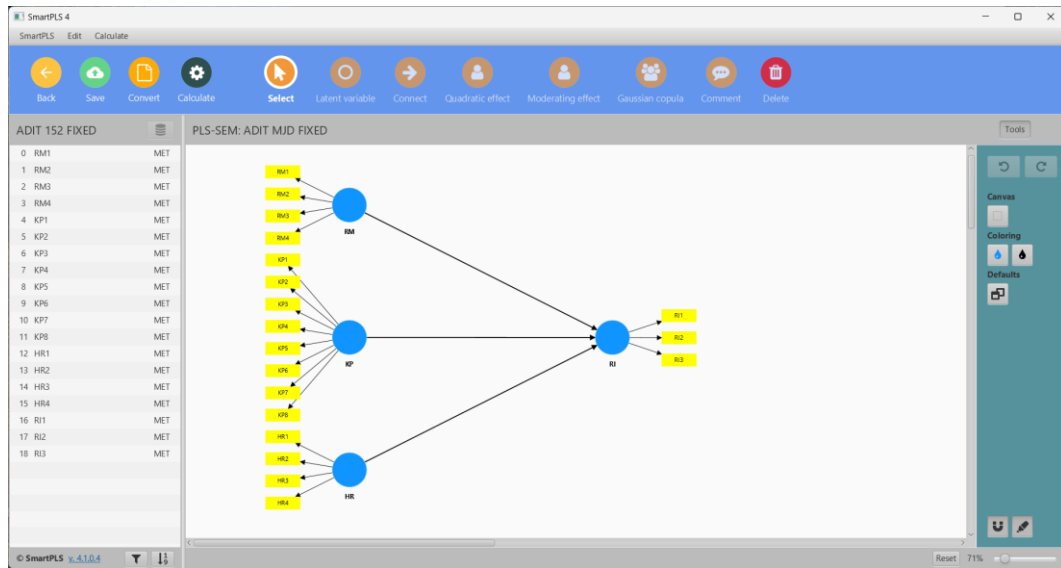 SmartPLS 4
SmartPLS Edit Calculate
Back Save Convert Calculate Select Latent variable Connect Quadratic effect Moderating effect Gaussian copula Comment Delete
ADIT 152 FIXED
PLS-SEM: ADIT MJD FIXED
Tools
0 RM1 MET
1 RM2 MET
2 RM3 MET
3 RM4 MET
4 KP1 MET
5 KP2 MET
6 KP3 MET
7 KP4 MET
8 KP5 MET
9 KP6 MET
10 KP7 MET
11 KP8 MET
12 HR1 MET
13 HR2 MET
14 HR3 MET
15 HR4 MET
16 RI1 MET
17 RI2 MET
18 RI3 MET
RM1
RM2
RM3
RM4
RM
KP1
KP2
KP3
KP4
KP5
KP6
KP7
KP8
KP
HR1
HR2
HR3
HR4
HR
RI
RI1
RI2
RI3
Canvas
Coloring
Defaults
© SmartPLS v. 4.1.0.4
Reset 71%